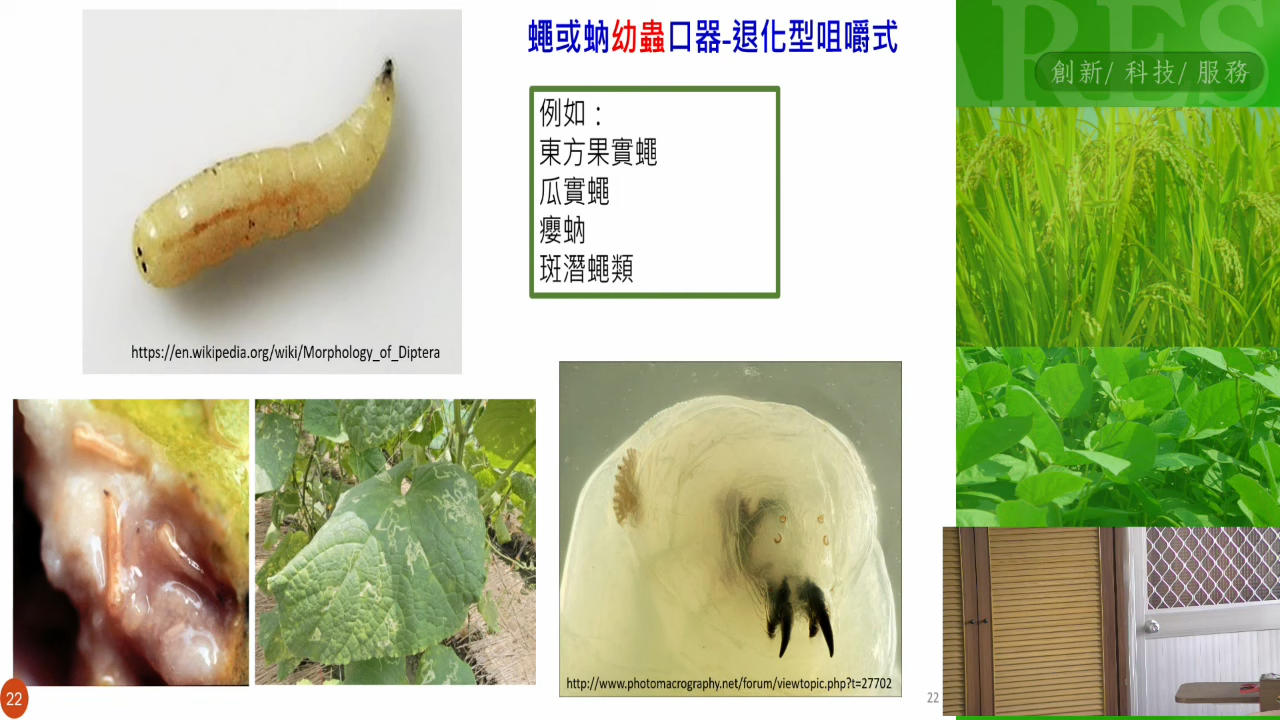 蠅或蚋幼蟲口器-退化型咀嚼式
ARES
創新/ 科技/ 服務
例如：
東方果實蠅
瓜實蠅
癭蚋
斑潛蠅類
https://en.wikipedia.org/wiki/Morphology_of_Diptera
http://www.photomacrography.net/forum/viewtopic.php?t=27702
22
22